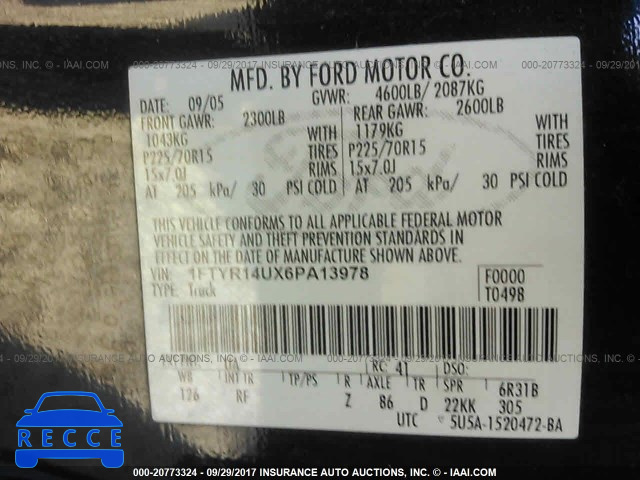 000-20773324 - 09/29/2017 INSURANCE AUTO AUCTIONS, INC. - © IAAI.COM
MFD. BY FORD MOTOR CO.
DATE: 09/05 GVWR: 4600LB/ 2087KG
FRONT GAWR: 2300LB REAR GAWR: 2600LB
1043KG WITH 1179KG WITH
P225/70R15 TIRES P225/70R15 TIRES
15x7.0J RIMS 15x7.0J RIMS
AT 205 kPa/ 30 PSI COLD AT 205 kPa/ 30 PSI COLD
THIS VEHICLE CONFORMS TO ALL APPLICABLE FEDERAL MOTOR
VEHICLE SAFETY AND THEFT PREVENTION STANDARDS IN
EFFECT ON THE DATE OF MANUFACTURE SHOWN ABOVE.
VIN: 1FTYR14UX6PA13978 F0000
TYPE: Truck T0498
UA RC: 41 DSO:
WB INT TR TP/PS R AXLE TR SPR 6R31B
126 RF Z 86 D 22KK 305
UTC 5U5A-1520472-BA
RECCE
000-20773324 - 09/29/2017 INSURANCE AUTO AUCTIONS, INC. - © IAAI.COM